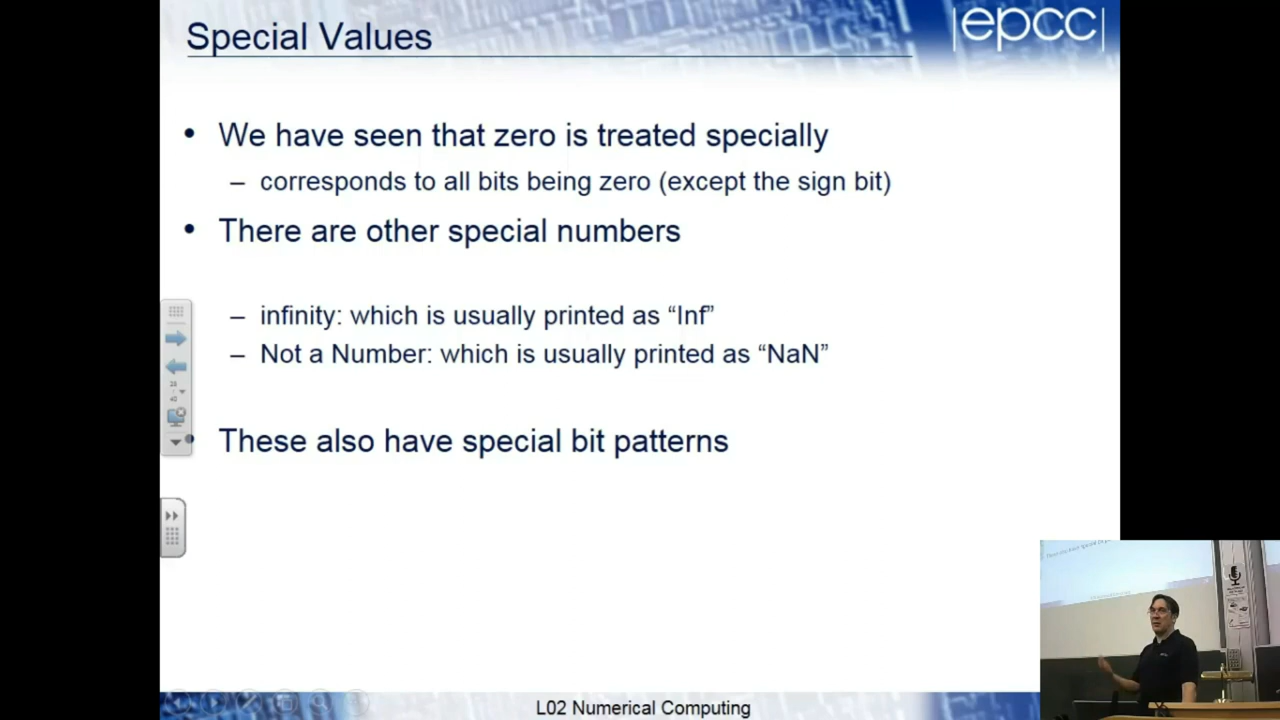 Special Values
|epcc|
• We have seen that zero is treated specially
– corresponds to all bits being zero (except the sign bit)
• There are other special numbers
– infinity: which is usually printed as “Inf”
– Not a Number: which is usually printed as “NaN”
• These also have special bit patterns
L02 Numerical Computing